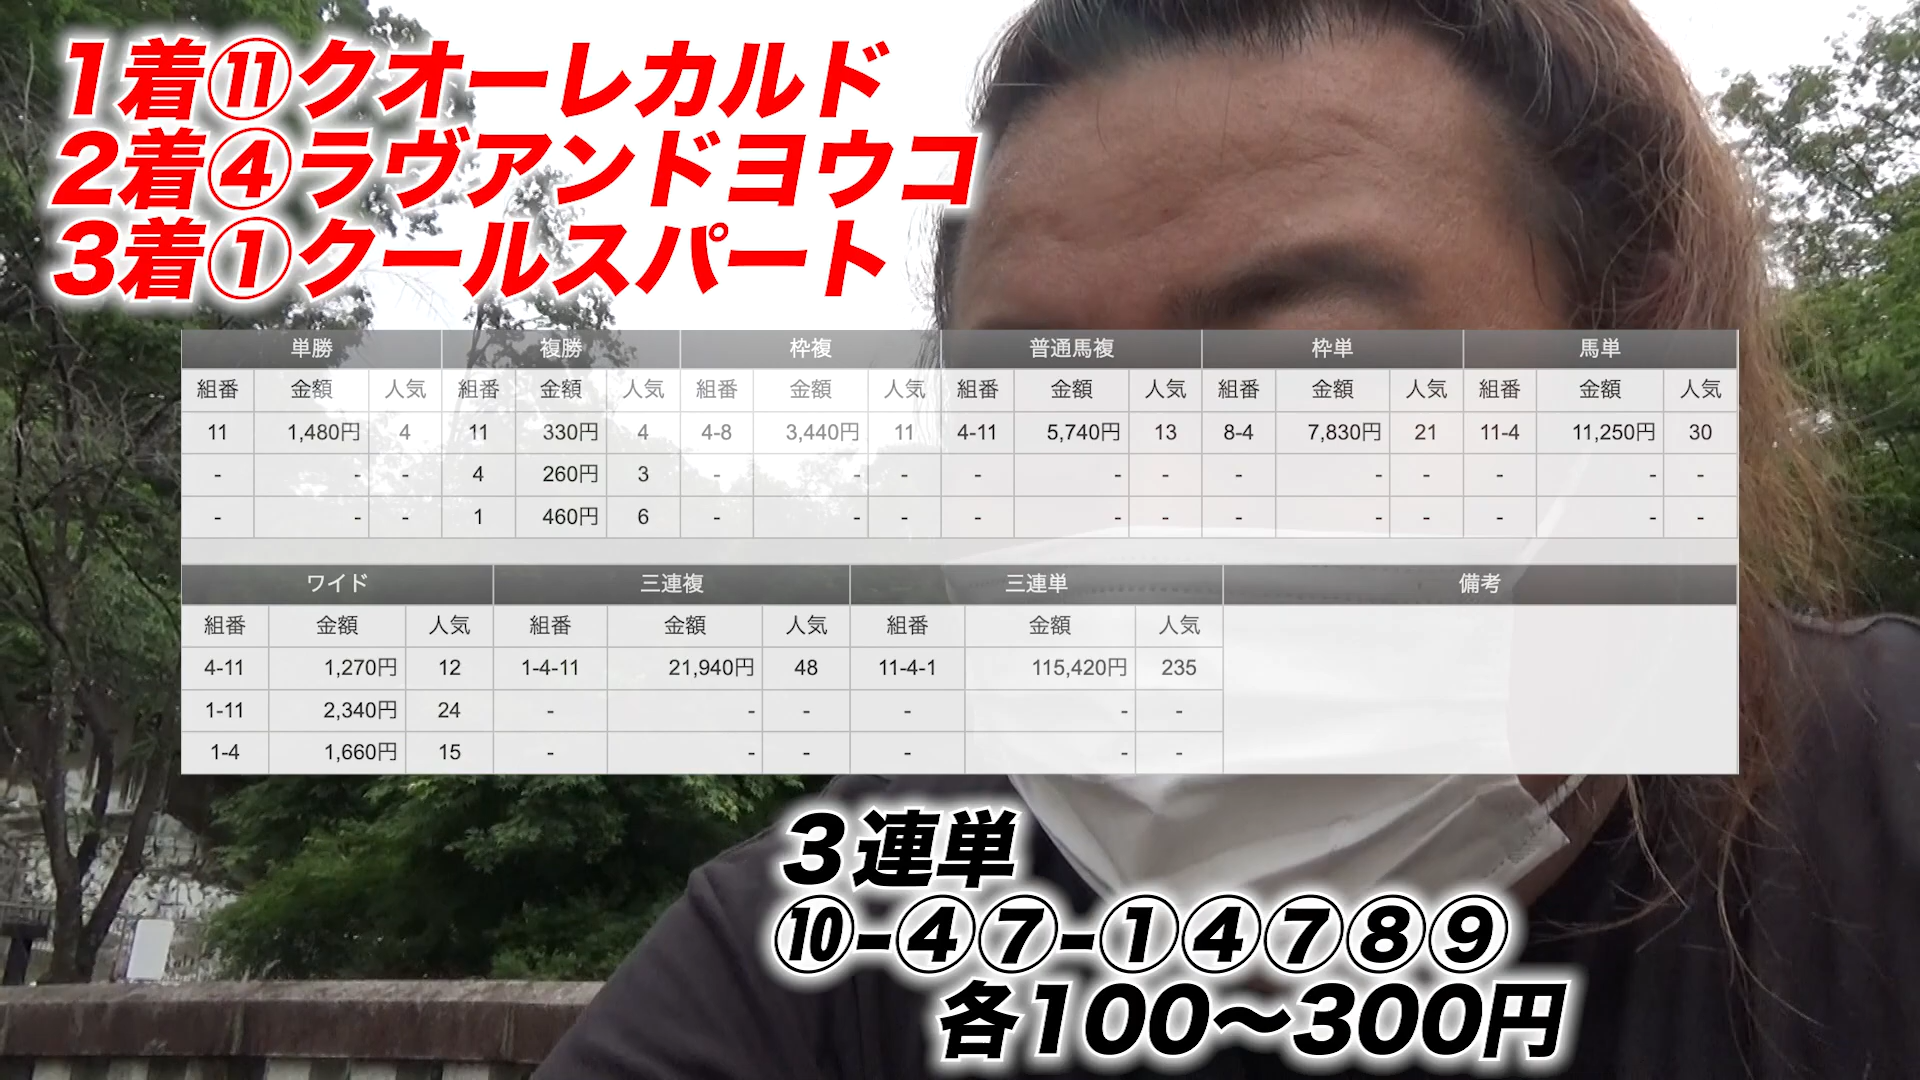 1着⑪クオーレカルド
2着④ラヴアンドヨウコ
3着①クールスパート
単勝 複勝 枠複 普通馬複 枠単 馬単
組番 金額 人気 組番 金額 人気 組番 金額 人気 組番 金額 人気 組番 金額 人気 組番 金額 人気
11 1,480円 4 11 330円 4 4-8 3,440円 11 4-11 5,740円 13 8-4 7,830円 21 11-4 11,250円 30
- - - 4 260円 3 - - - - - - - - - - - -
- - - 1 460円 6 - - - - - - - - - - - -
ワイド 三連複 三連単 備考
組番 金額 人気 組番 金額 人気 組番 金額 人気
4-11 1,270円 12 1-4-11 21,940円 48 11-4-1 115,420円 235
1-11 2,340円 24 - - - - - -
1-4 1,660円 15 - - - - - -
3連単
⑩-④⑦-①④⑦⑧⑨
各100〜300円